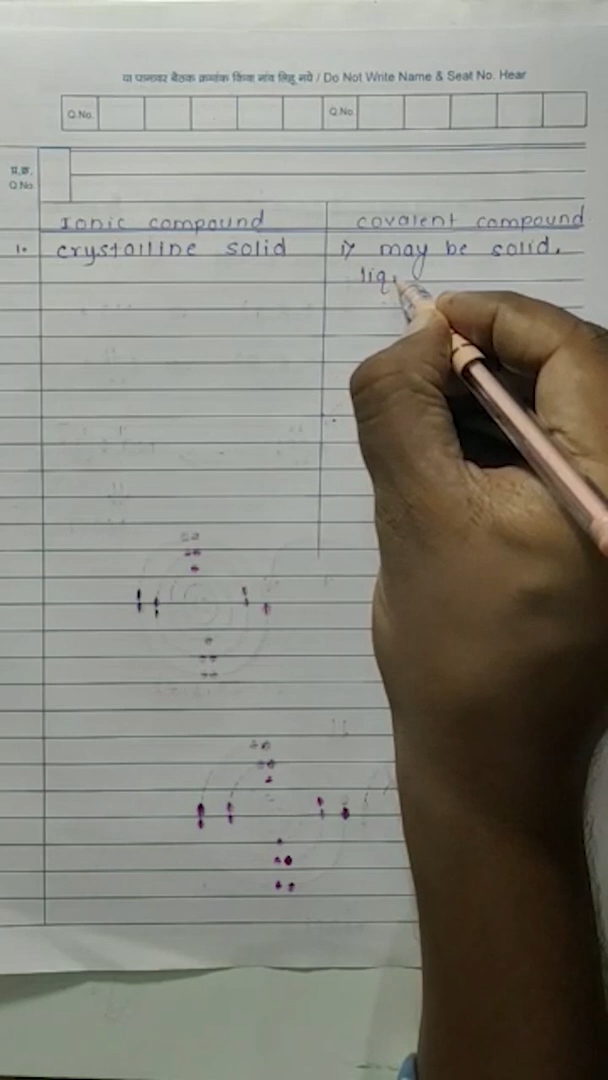 या पानावर बैठक क्रमांक किंवा नांव लिहू नये / Do Not Write Name & Seat No. Hear
Q.No. Q.No.
प्र.क्र.
Q.No.
Ionic compound covalent compound
1. crystalline solid it may be solid,
liqu